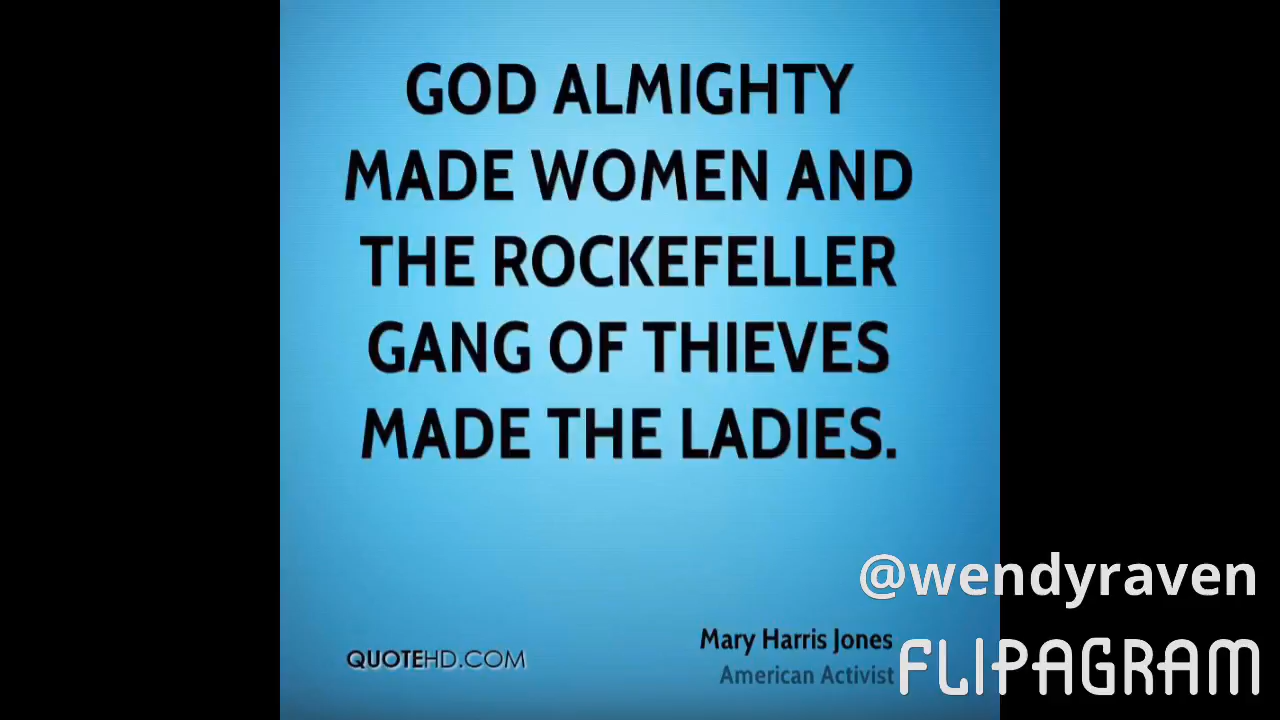 GOD ALMIGHTY
MADE WOMEN AND
THE ROCKEFELLER
GANG OF THIEVES
MADE THE LADIES.
@wendyraven
Mary Harris Jones
American Activist
QUOTEHD.COM
FLIPAGRAM